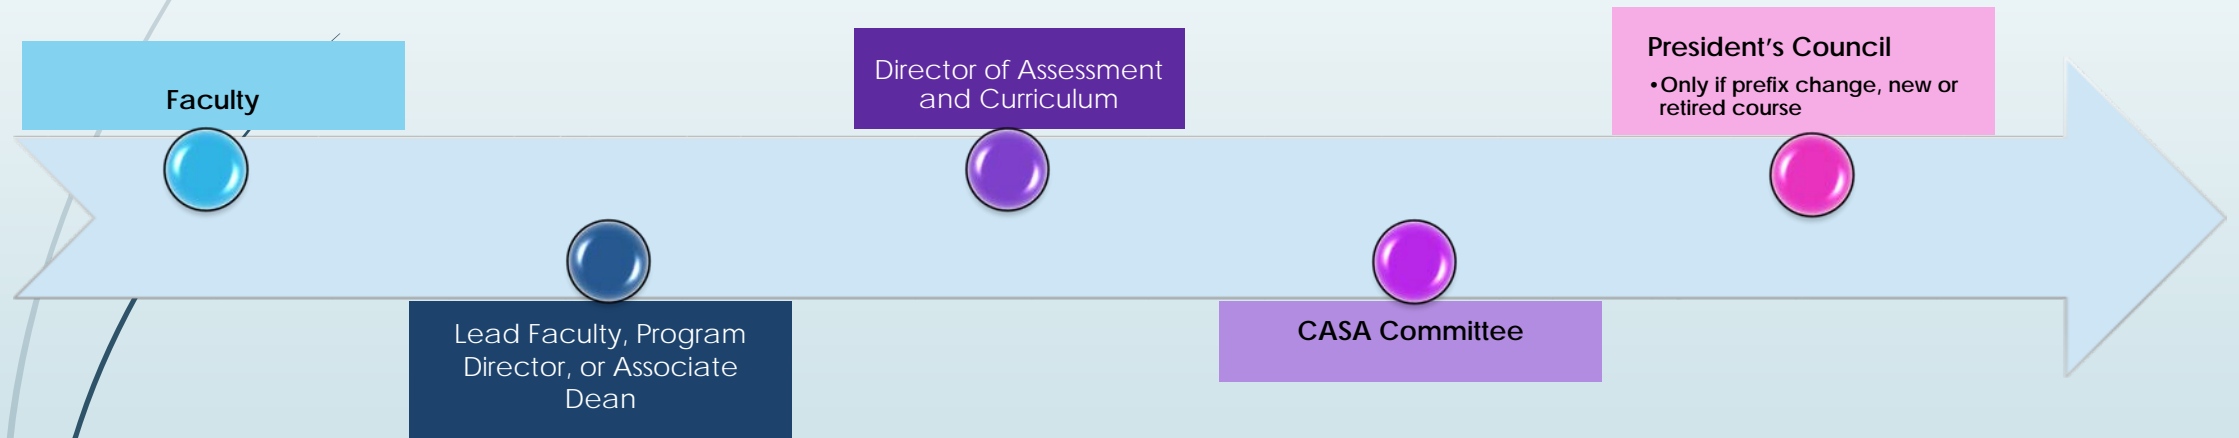 Faculty
Lead Faculty, Program
Director, or Associate
Dean
Director of Assessment
and Curriculum
CASA Committee
President’s Council
•Only if prefix change, new or
retired course